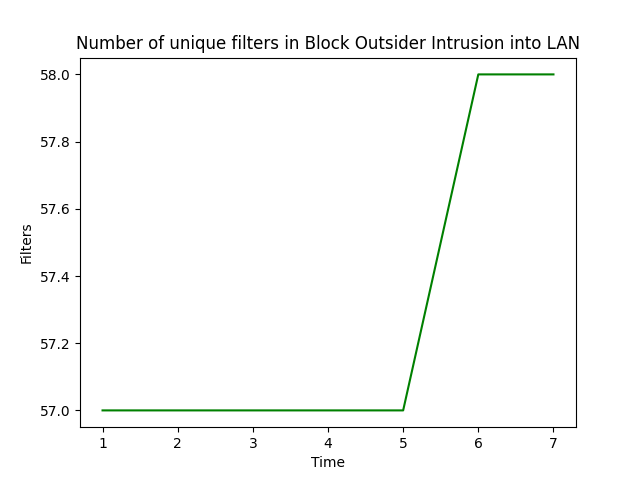 Number of unique filters in Block Outsider Intrusion into LAN
58.0
57.8
57.6
57.4
57.2
57.0
Filters
1 2 3 4 5 6 7
Time